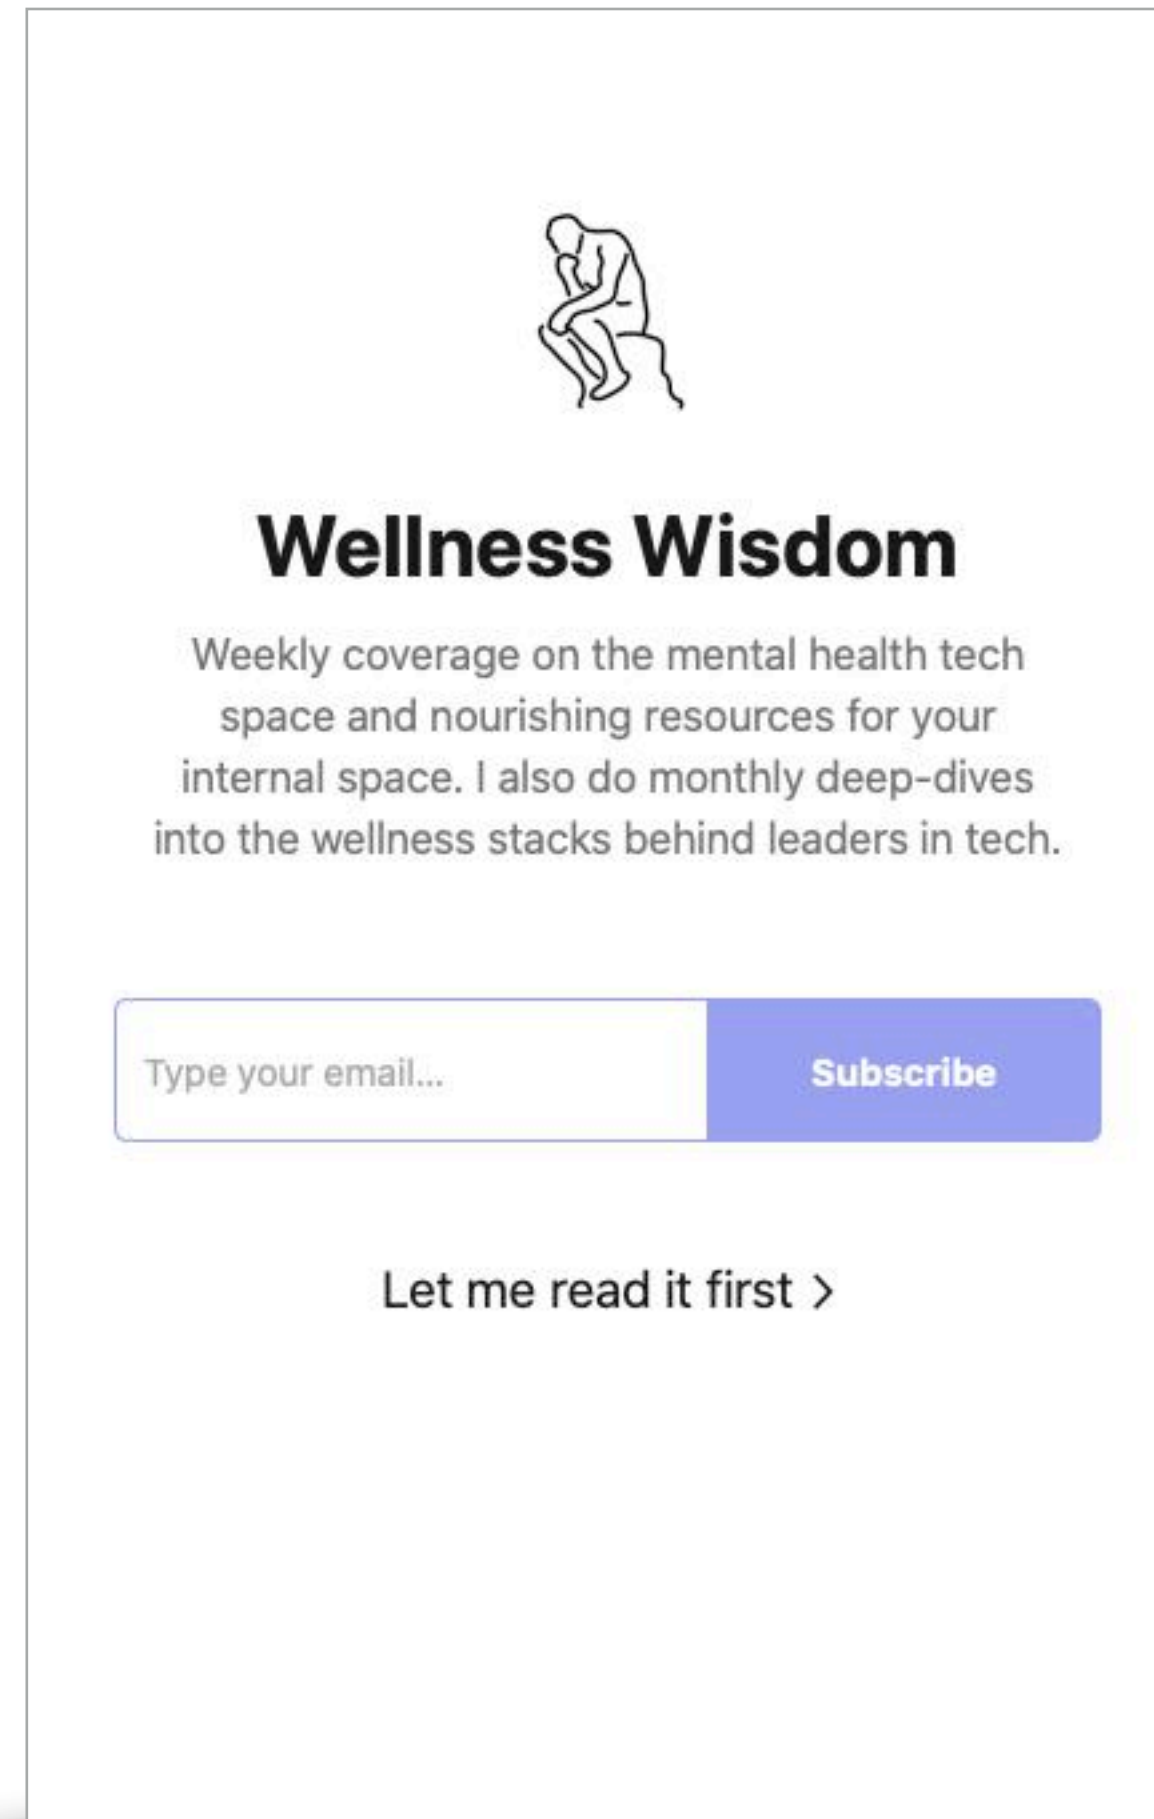 Wellness Wisdom
Weekly coverage on the mental health tech
space and nourishing resources for your
internal space. I also do monthly deep-dives
into the wellness stacks behind leaders in tech.
Type your email...
Subscribe
Let me read it first >